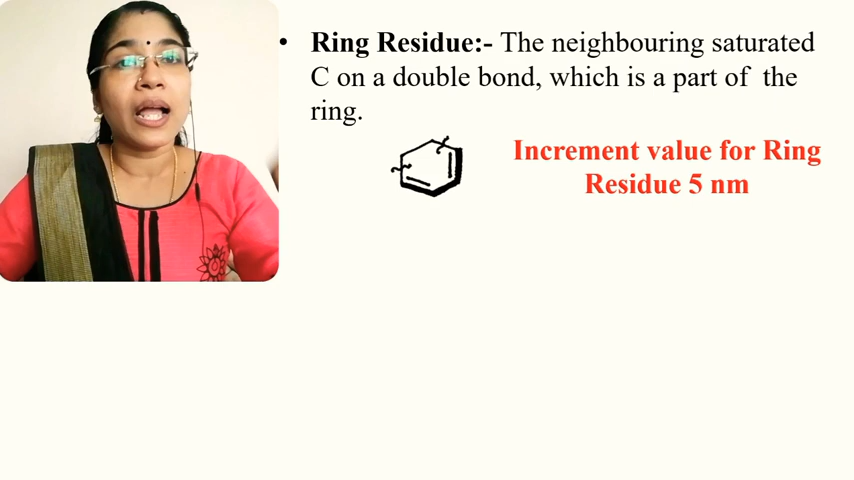 • Ring Residue:- The neighbouring saturated
C on a double bond, which is a part of the
ring.
Increment value for Ring
Residue 5 nm